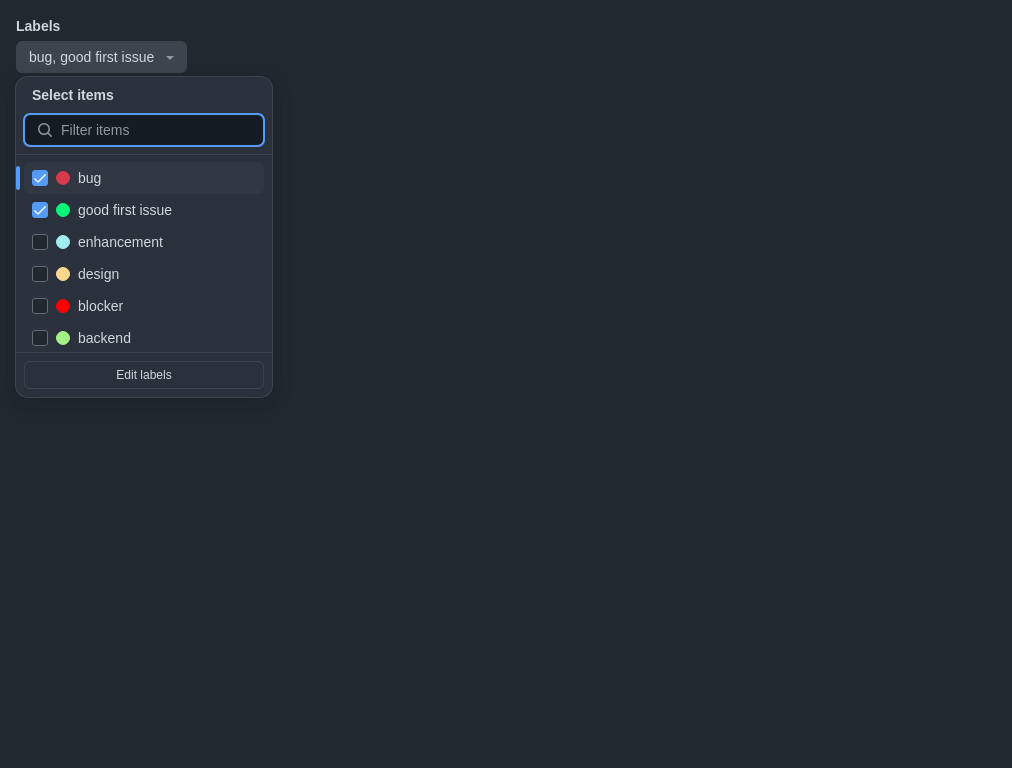 Labels
bug, good first issue
Select items
Filter items
bug
good first issue
enhancement
design
blocker
backend
Edit labels